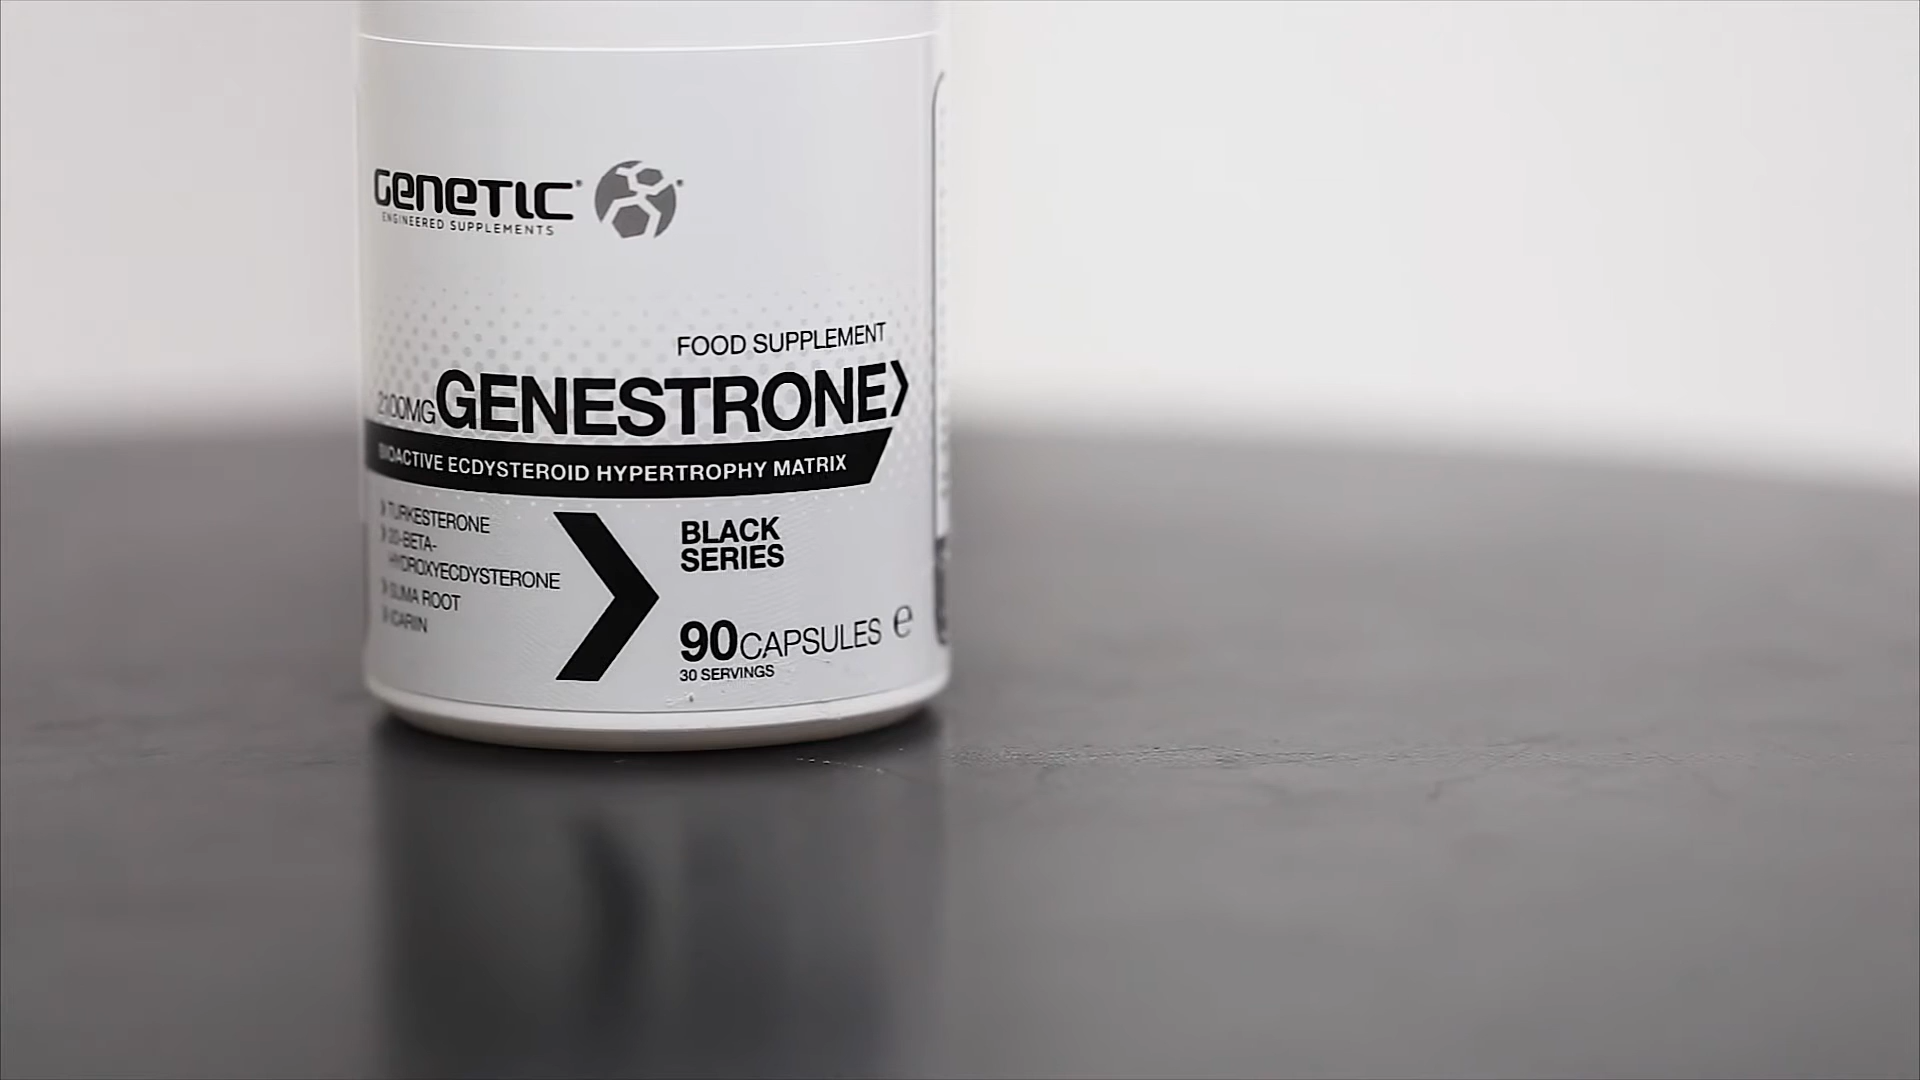 GENETIC
ENGINEERED SUPPLEMENTS
FOOD SUPPLEMENT
2100MG GENESTRONE
BIOACTIVE ECDYSTEROID HYPERTROPHY MATRIX
TURKESTERONE
20-BETA-
HYDROXYECDYSTERONE
SUMA ROOT
ICARIN
BLACK
SERIES
90 CAPSULES e
30 SERVINGS